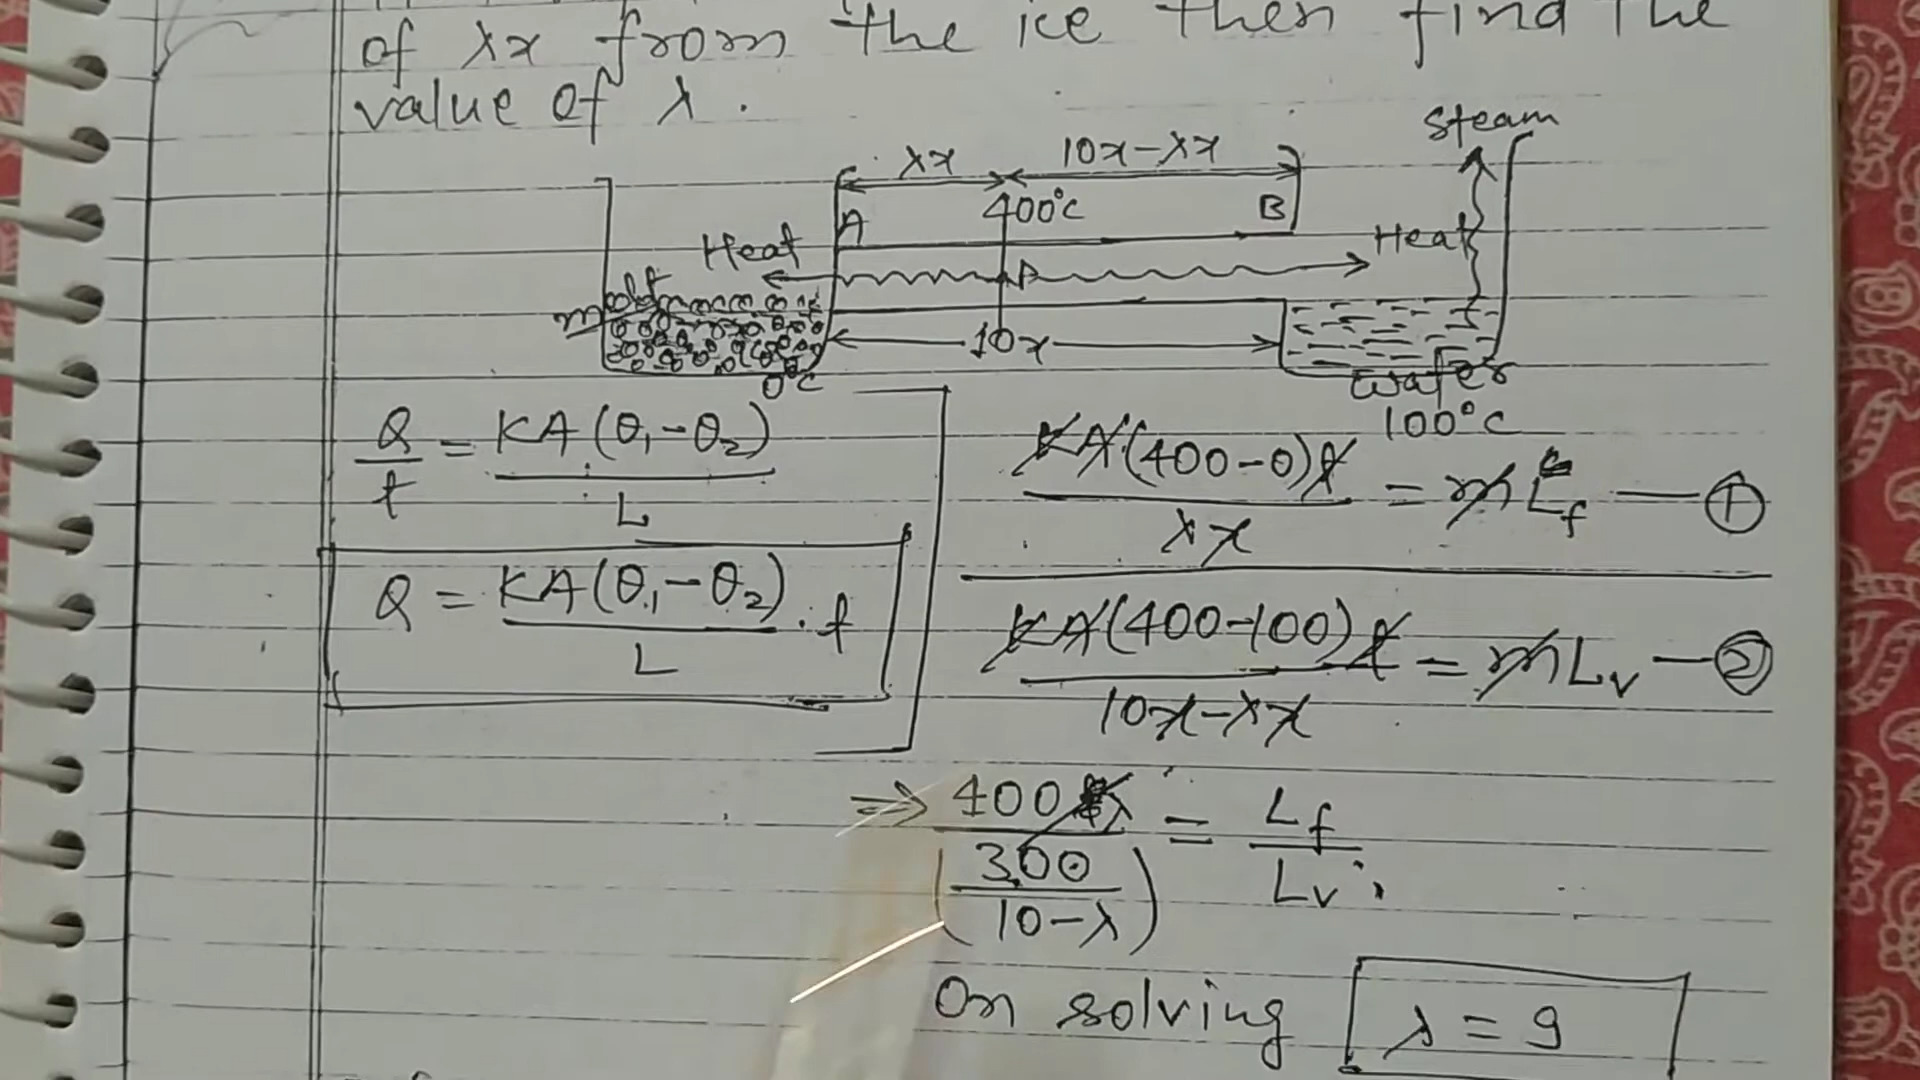 of λx from the ice then find the
value of λ.
Steam
λx 10x-λx
A 400°C B
Heat Heat
P
10x
0°C water
100°C
Q/t = KA(θ₁-θ₂)/L
KA(400-0)t/λx = mLf — ①
Q = KA(θ₁-θ₂)/L . t
KA(400-100)t/10x-λx = mLv — ②
⇒ 400/λ/(300/10-λ) = Lf/Lv
On solving λ = 9